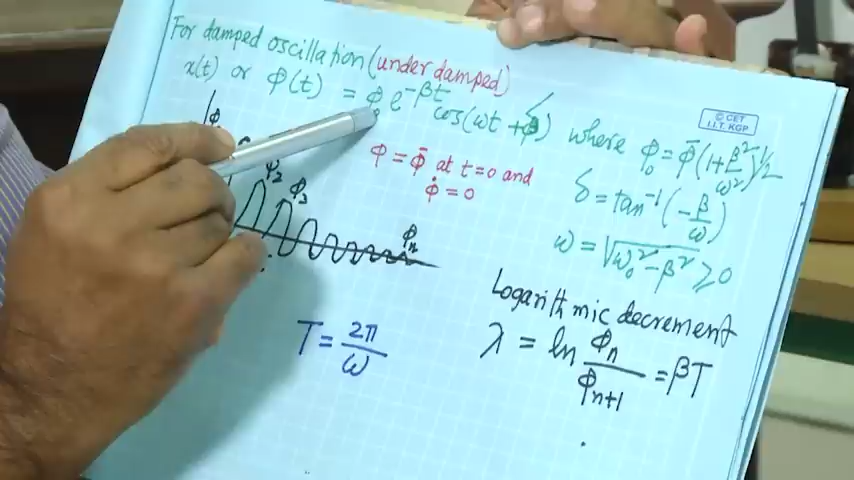 For damped oscillation (under damped)
x(t) or Φ(t) = Φ₀ e^{-βt} cos(ωt + δ) where Φ₀ = Φ̄ (1 + β²/ω²)^{1/2}
© CET
I.I.T. KGP
Φ = Φ̄ at t = 0 and
Φ̇ = 0
δ = tan⁻¹ (-β/ω)
ω = √(ω₀² - β²) ≥ 0
Φ
Φ₂
Φ₃
Φn
Logarithmic decrement
T = 2π/ω
λ = ln Φn/Φn+1 = βT